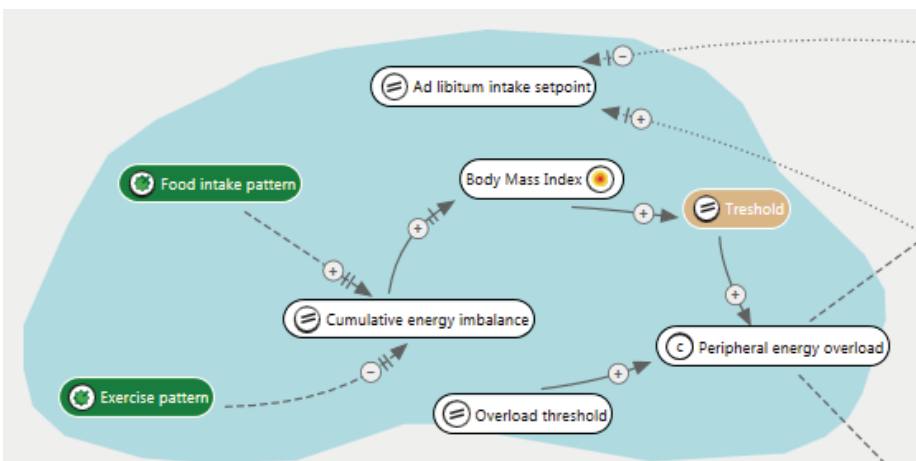 −
Ad libitum intake setpoint
+
Food intake pattern
Body Mass Index
Treshold
+
+
+
+
Cumulative energy imbalance
c Peripheral energy overload
−
+
Exercise pattern
Overload threshold